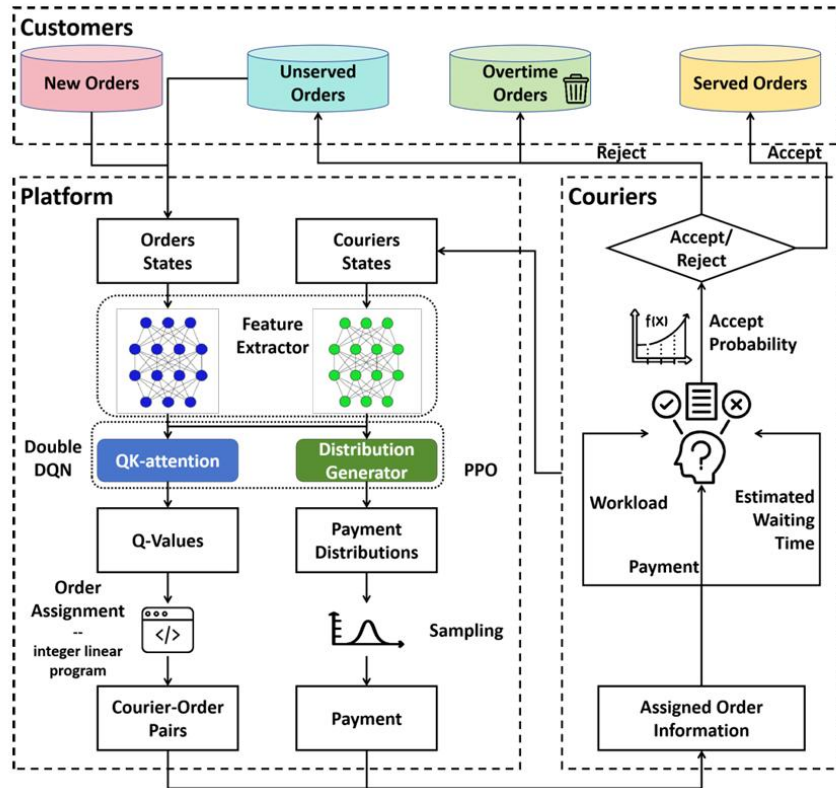 Customers
New Orders
Unserved
Orders
Overtime
Orders
Served Orders
Reject
Accept
Platform
Couriers
Orders
States
Couriers
States
Accept/
Reject
Feature
Extractor
f(X)
Accept
Probability
Double
DQN
QK-attention
Distribution
Generator
PPO
Workload
Estimated
Waiting
Time
Payment
Q-Values
Payment
Distributions
Order
Assignment
--
integer linear
program
</>
Sampling
Courier-Order
Pairs
Payment
Assigned Order
Information